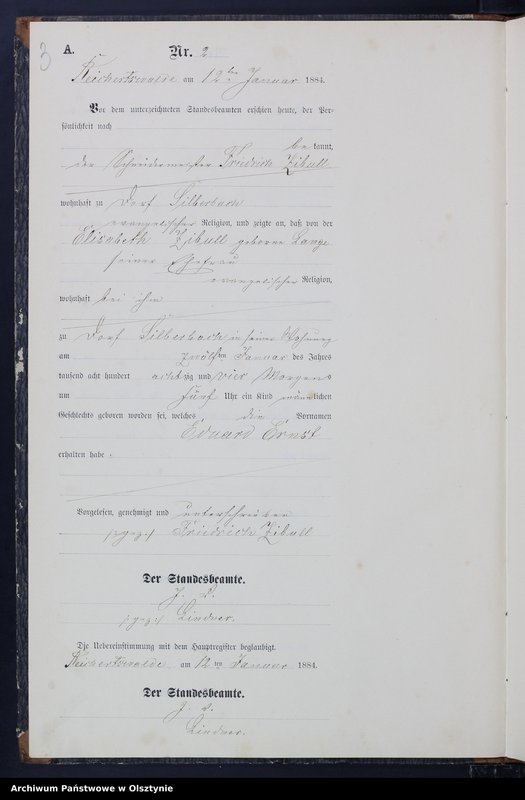 3
A.
Nr. 2
Reichertswalde am 12ten Januar 1884.
Vor dem unterzeichneten Standesbeamten erschien heute, der Per-
sönlichkeit nach
bekannt,
der Schneidermeister Friedrich Zibull
wohnhaft zu Dorf Silberbach
evangelischer Religion, und zeigte an, daß von der
Elisabeth Zibull geborene Lange
seiner Ehefrau
evangelischer Religion,
wohnhaft bei ihm
zu Dorf Silberbach in seiner Wohnung
am zwölften Januar des Jahres
tausend acht hundert achtzig und vier Morgens
um fünf Uhr ein Kind männlichen
Geschlechts geboren worden sei, welches die Vornamen
Eduard Ernst
erhalten habe.
Vorgelesen, genehmigt und unterschrieben
Friedrich Zibull
Der Standesbeamte.
J. V.
Lindner.
Die Uebereinstimmung mit dem Hauptregister beglaubigt.
Reichertswalde am 12ten Januar 1884.
Der Standesbeamte.
J. V.
Lindner.
Archiwum Państwowe w Olsztynie